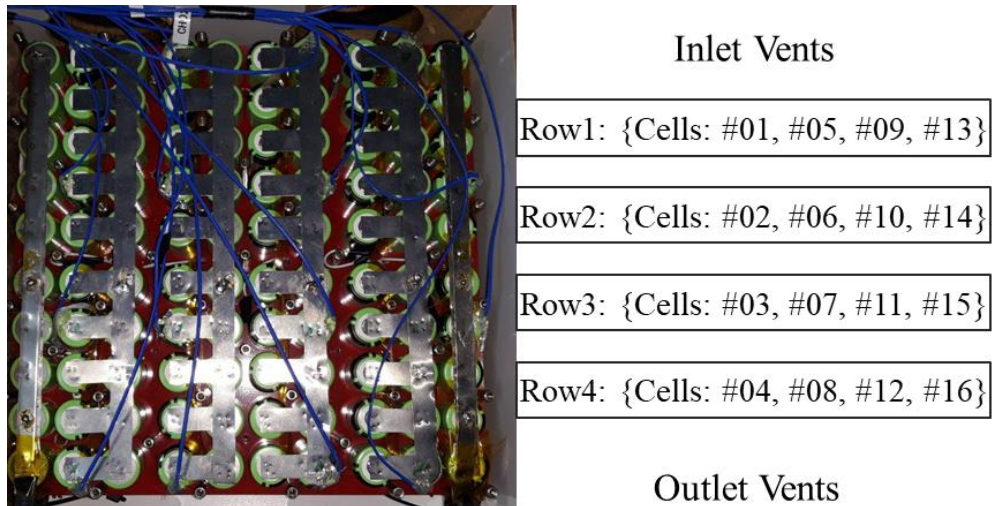 Inlet Vents
Row1: {Cells: #01, #05, #09, #13}
Row2: {Cells: #02, #06, #10, #14}
Row3: {Cells: #03, #07, #11, #15}
Row4: {Cells: #04, #08, #12, #16}
Outlet Vents